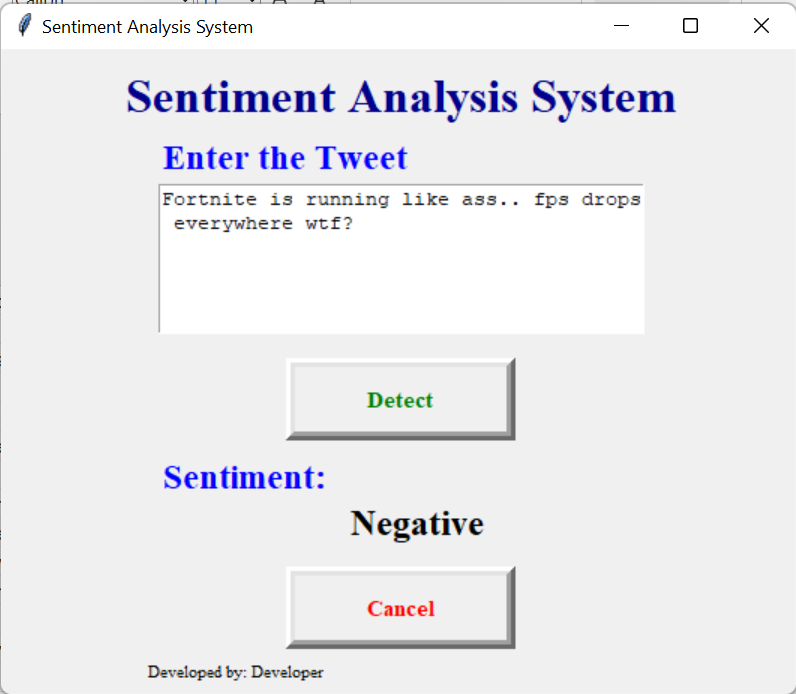 Sentiment Analysis System
Sentiment Analysis System
Enter the Tweet
Fortnite is running like ass.. fps drops
everywhere wtf?
Detect
Sentiment:
Negative
Cancel
Developed by: Developer